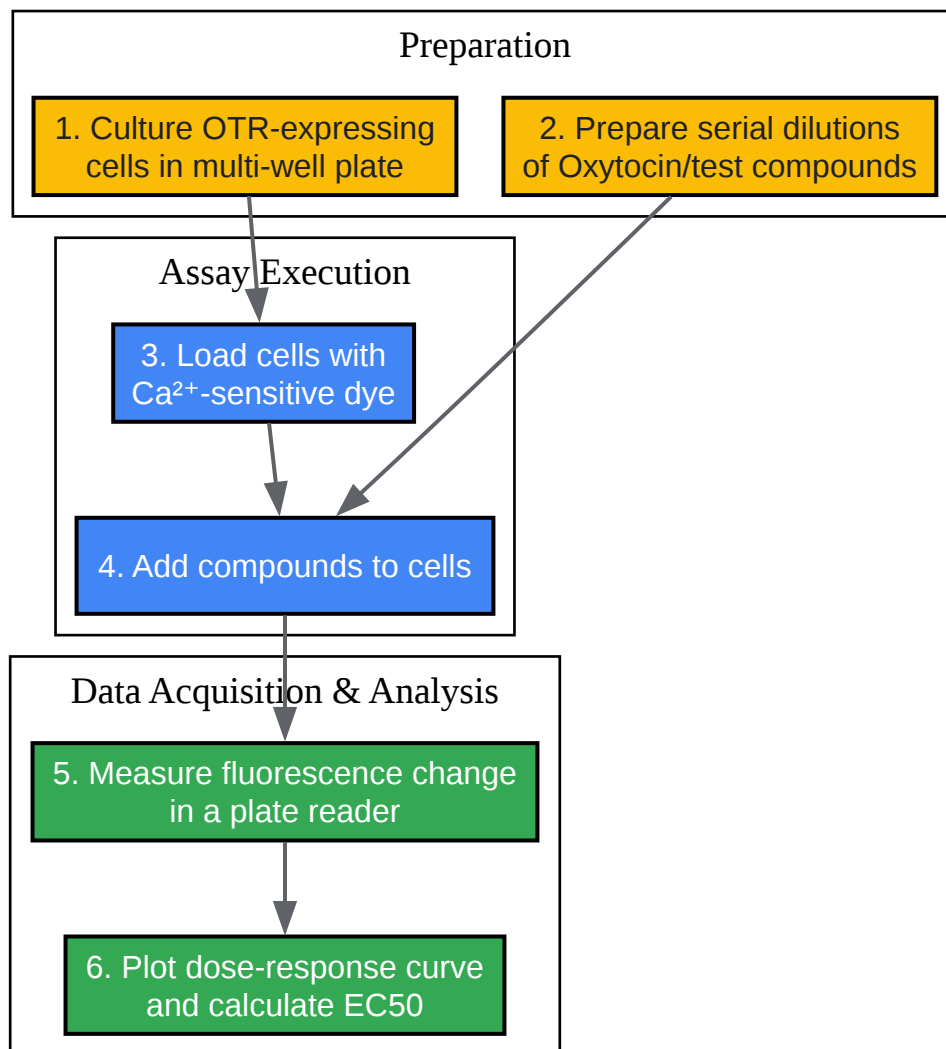 Preparation
1. Culture OTR-expressing
cells in multi-well plate
2. Prepare serial dilutions
of Oxytocin/test compounds
Assay Execution
3. Load cells with
Ca²⁺-sensitive dye
4. Add compounds to cells
Data Acquisition & Analysis
5. Measure fluorescence change
in a plate reader
6. Plot dose-response curve
and calculate EC50